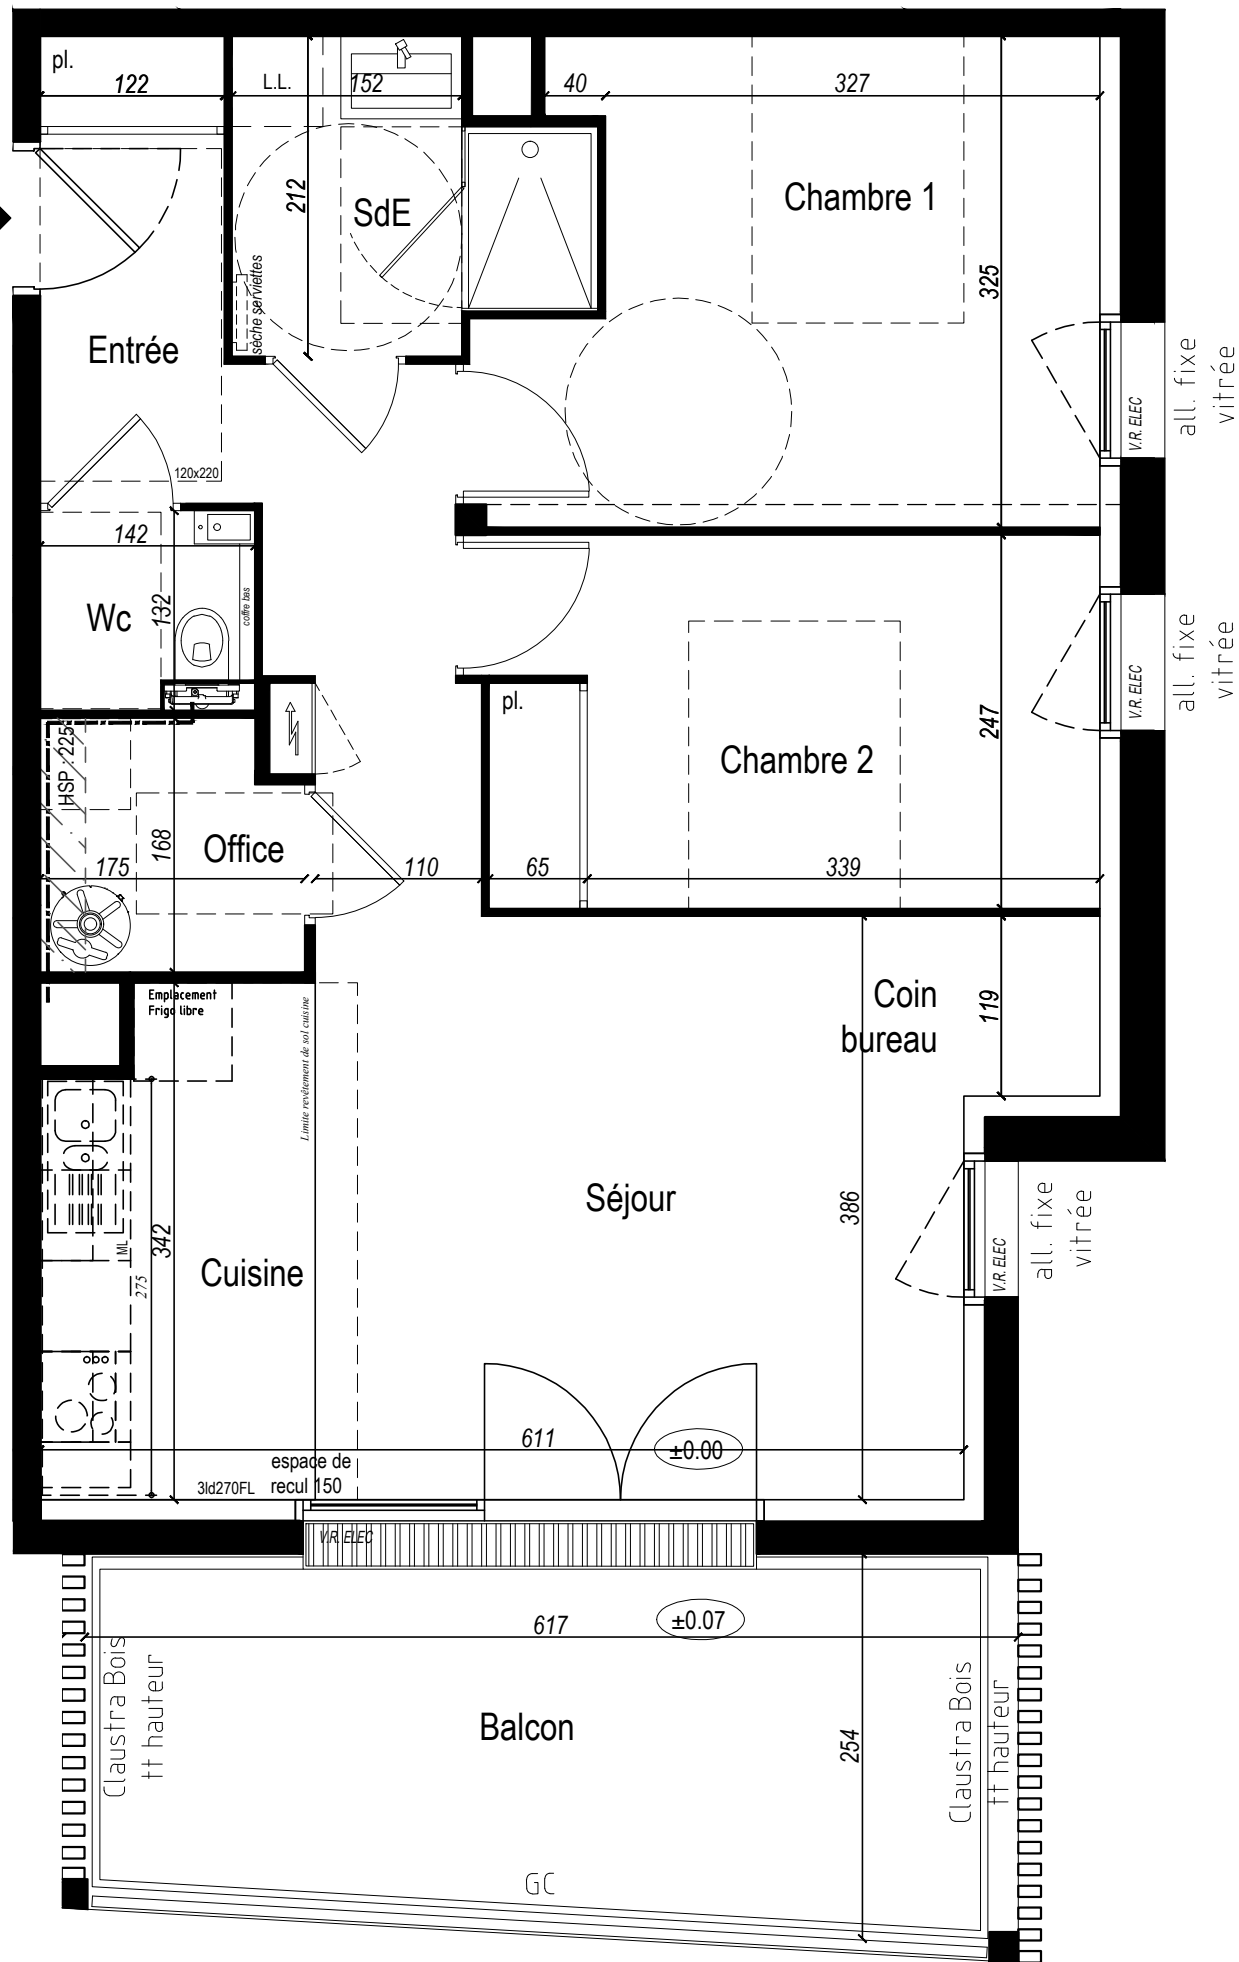 pl.
122
L.L.
152
40
327
212
SdE
Chambre 1
325
sèche serviettes
Entrée
all. fixe
vitrée
V.R. ELEC
120x220
142
Wc
132
coffre bas
all. fixe
vitrée
V.R. ELEC
pl.
247
Chambre 2
HSP : 225
168
Office
175
110
65
339
Emplacement
Frigo libre
Limite revêtement de sol cuisine
Coin
bureau
119
Séjour
386
all. fixe
vitrée
V.R. ELEC
ML
342
275
Cuisine
611
±0.00
espace de
recul 150
3ld270FL
V.R. ELEC
617
±0.07
Claustra Bois
tt hauteur
Balcon
254
Claustra Bois
tt hauteur
GC